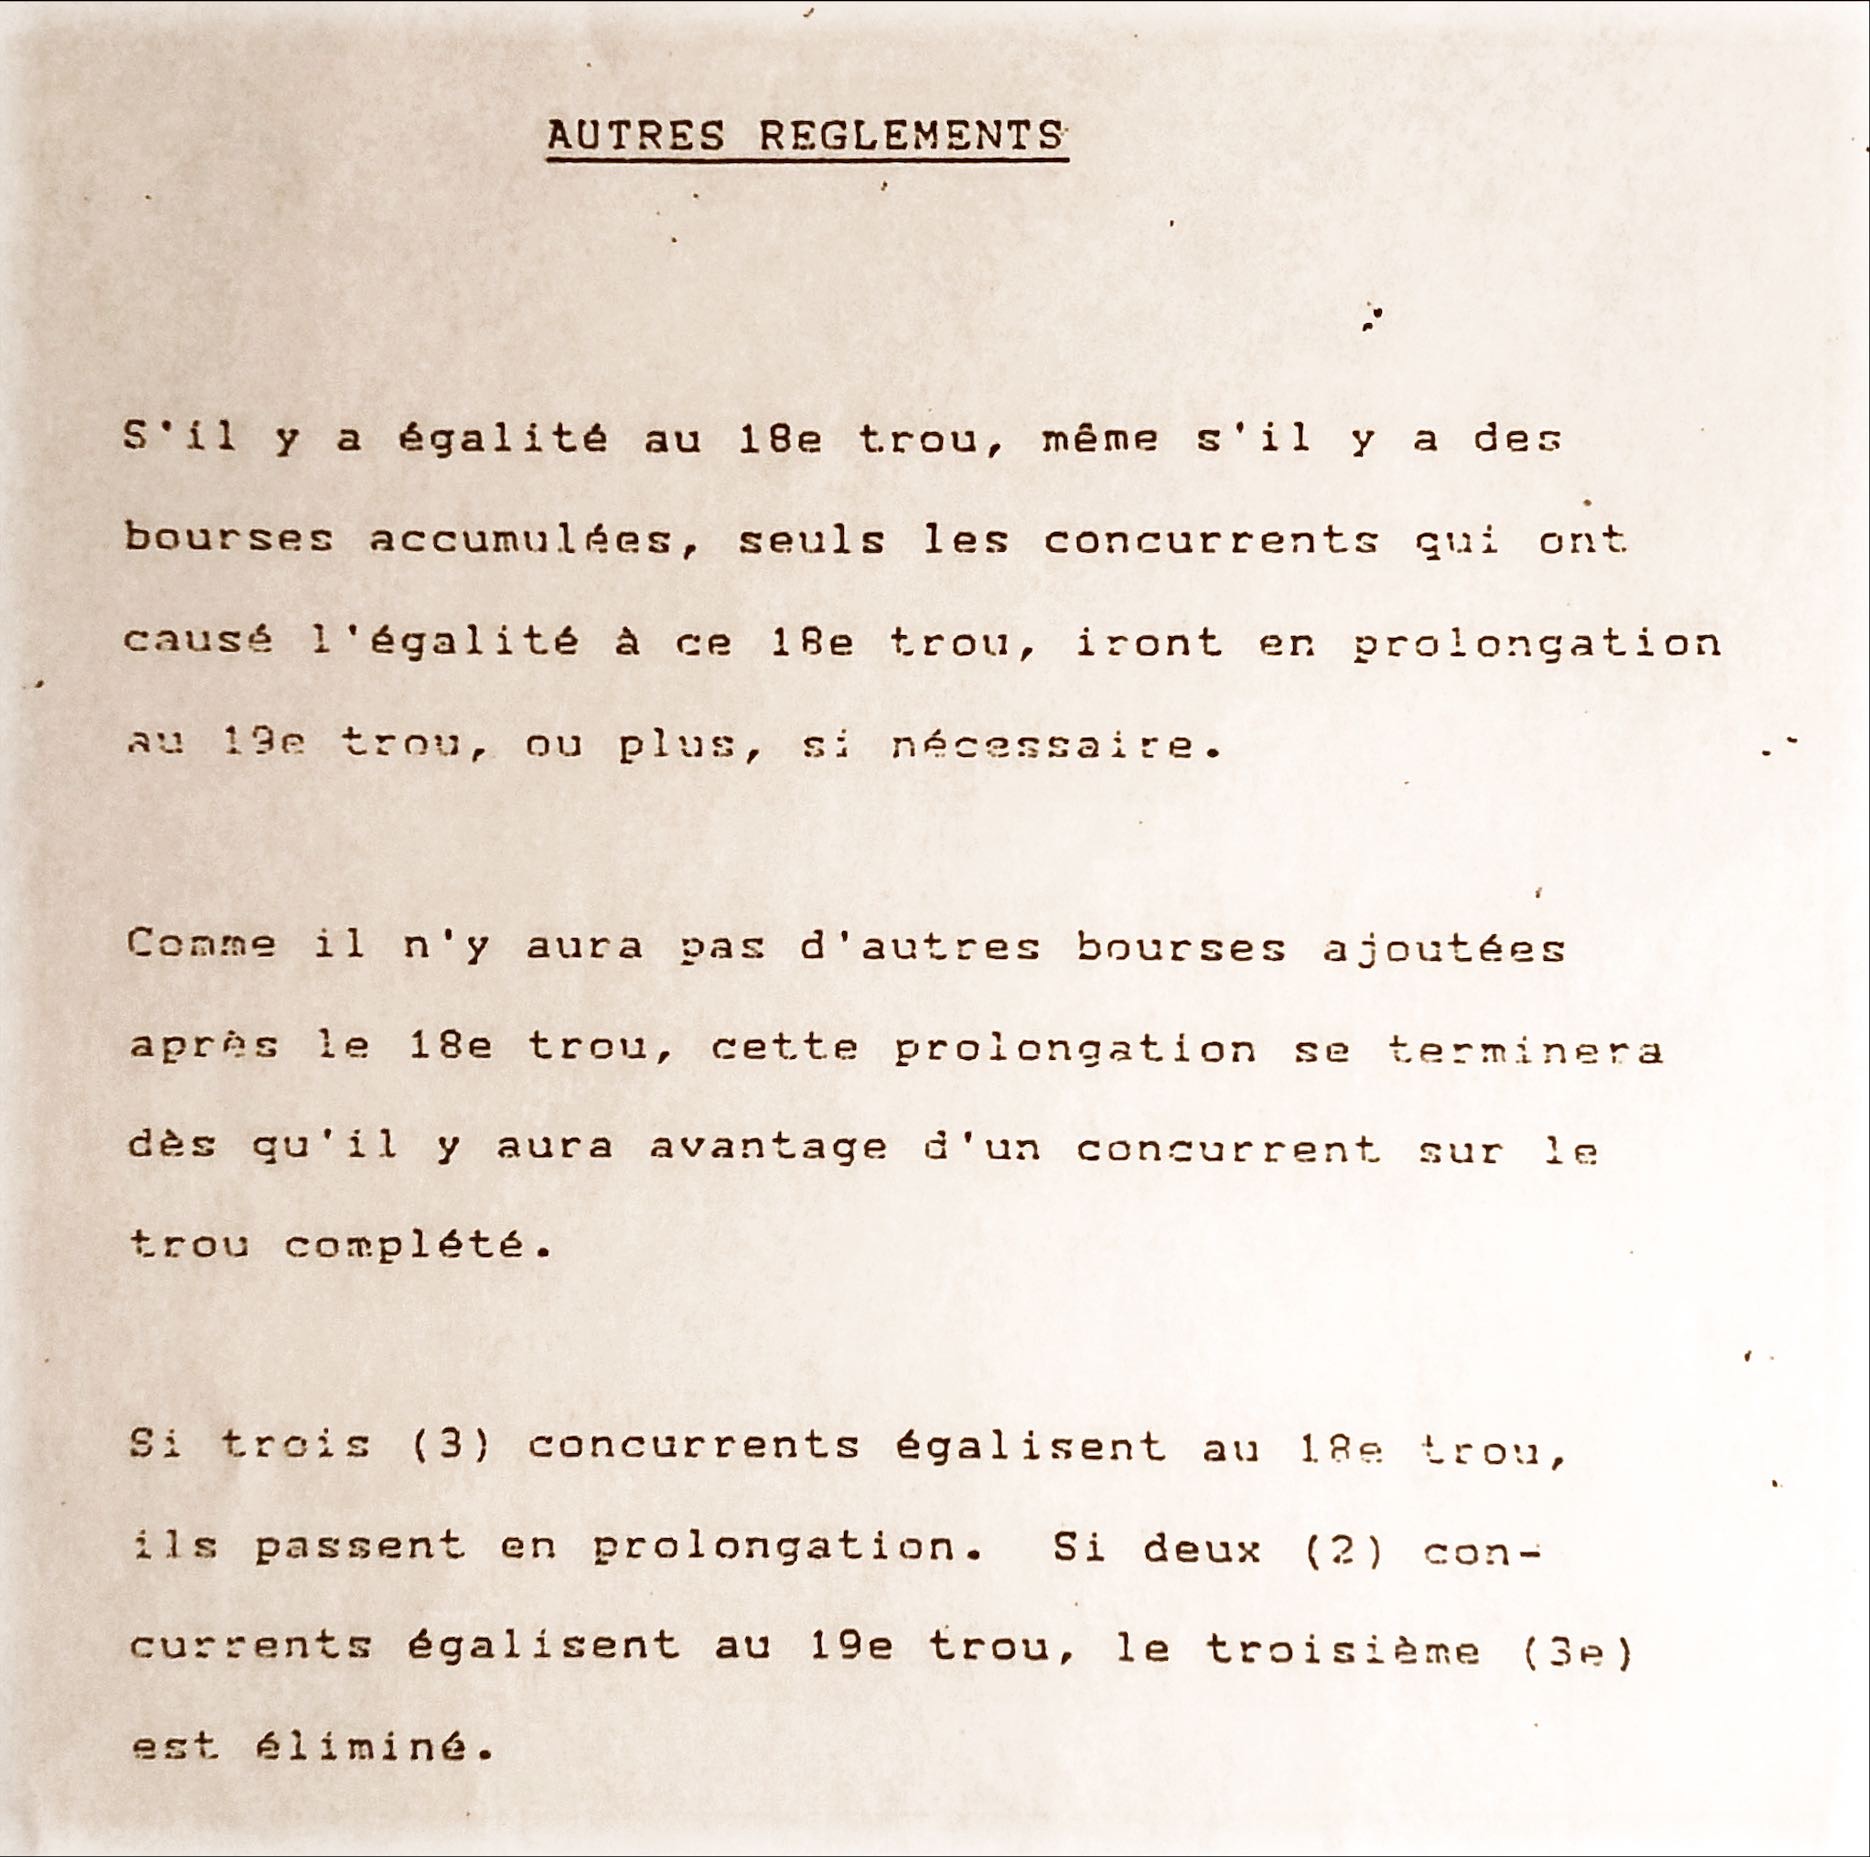 AUTRES REGLEMENTS
S'il y a égalité au 18e trou, même s'il y a des
bourses accumulées, seuls les concurrents qui ont
causé l'égalité à ce 18e trou, iront en prolongation
au 19e trou, ou plus, si nécessaire.
Comme il n'y aura pas d'autres bourses ajoutées
après le 18e trou, cette prolongation se terminera
dès qu'il y aura avantage d'un concurrent sur le
trou complété.
Si trois (3) concurrents égalisent au 18e trou,
ils passent en prolongation.  Si deux (2) con-
currents égalisent au 19e trou, le troisième (3e)
est éliminé.